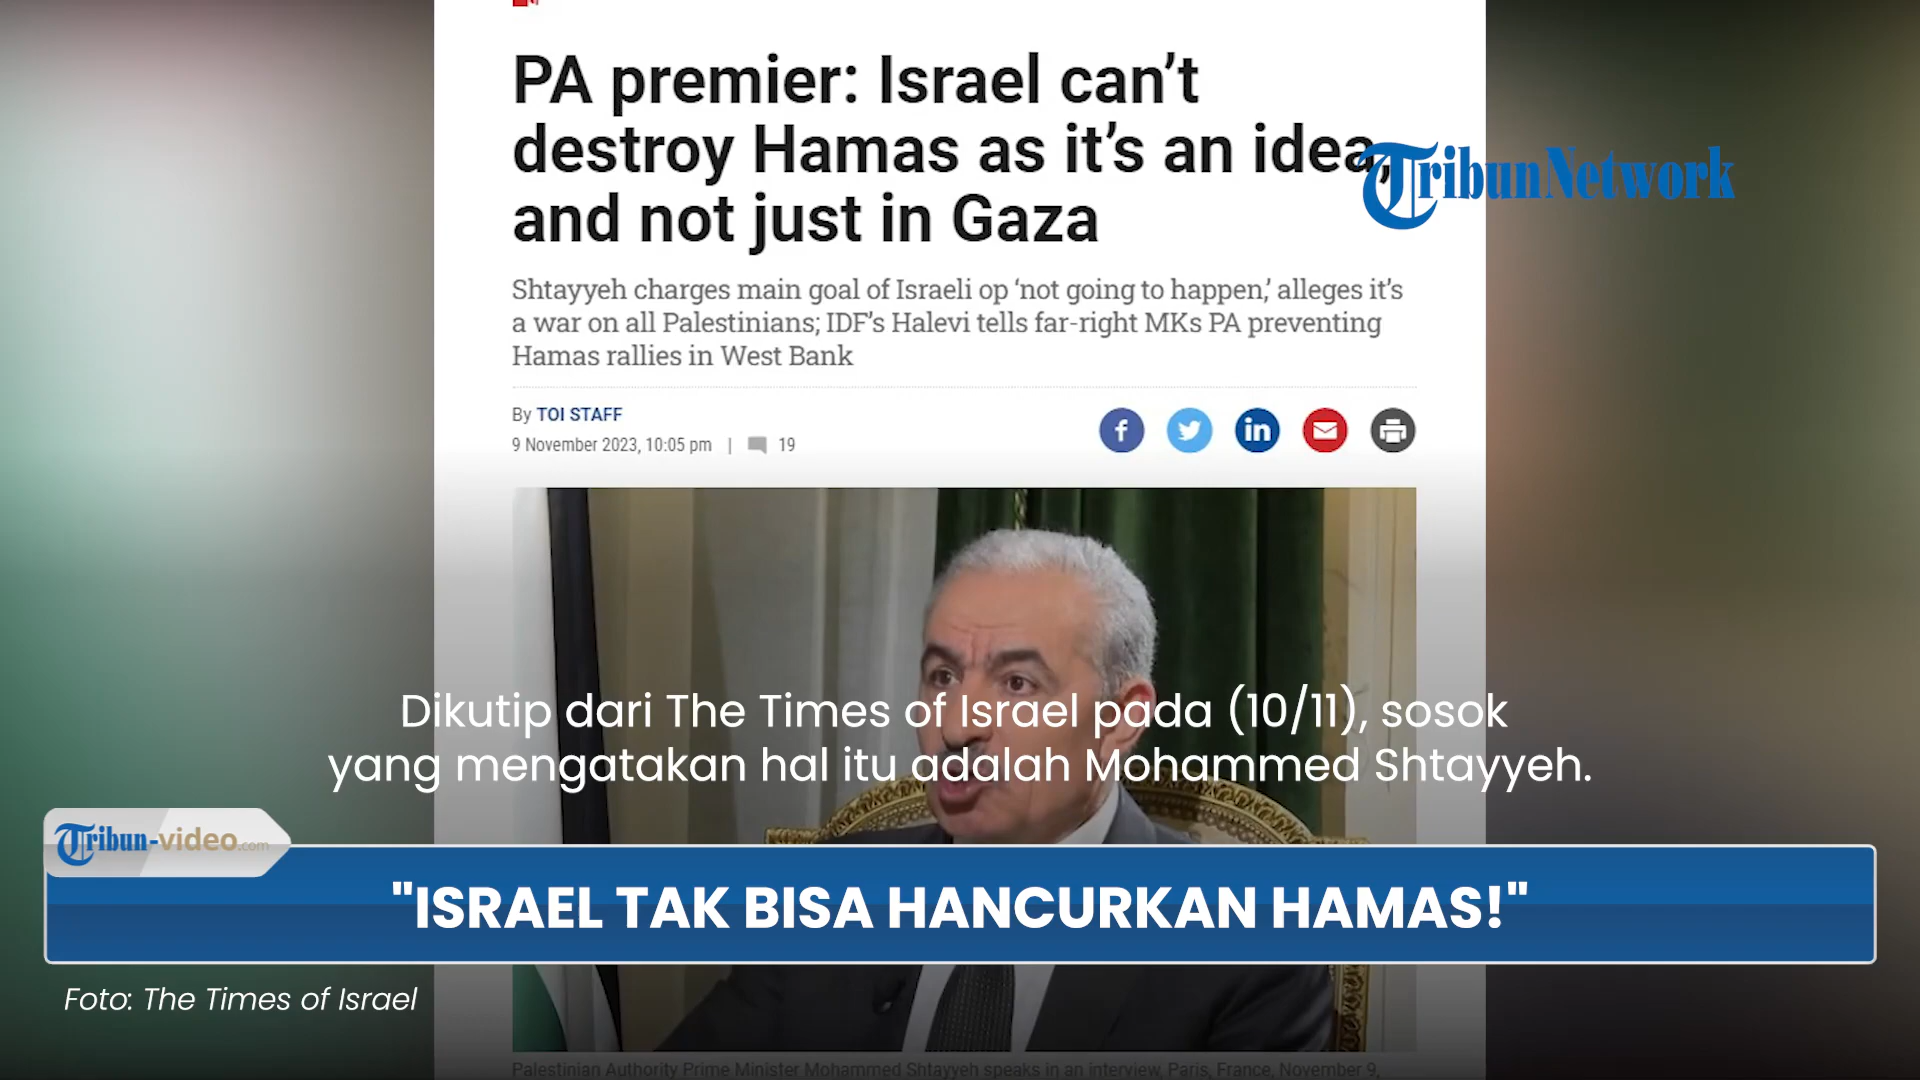 PA premier: Israel can’t
destroy Hamas as it’s an idea,
and not just in Gaza
TribunNetwork
Shtayyeh charges main goal of Israeli op ‘not going to happen,’ alleges it’s
a war on all Palestinians; IDF’s Halevi tells far-right MKs PA preventing
Hamas rallies in West Bank
By TOI STAFF
9 November 2023, 10:05 pm | 19
Dikutip dari The Times of Israel pada (10/11), sosok
yang mengatakan hal itu adalah Mohammed Shtayyeh.
Tribun-video.com
"ISRAEL TAK BISA HANCURKAN HAMAS!"
Foto: The Times of Israel
Palestinian Authority Prime Minister Mohammed Shtayyeh speaks in an interview, Paris, France, November 9,